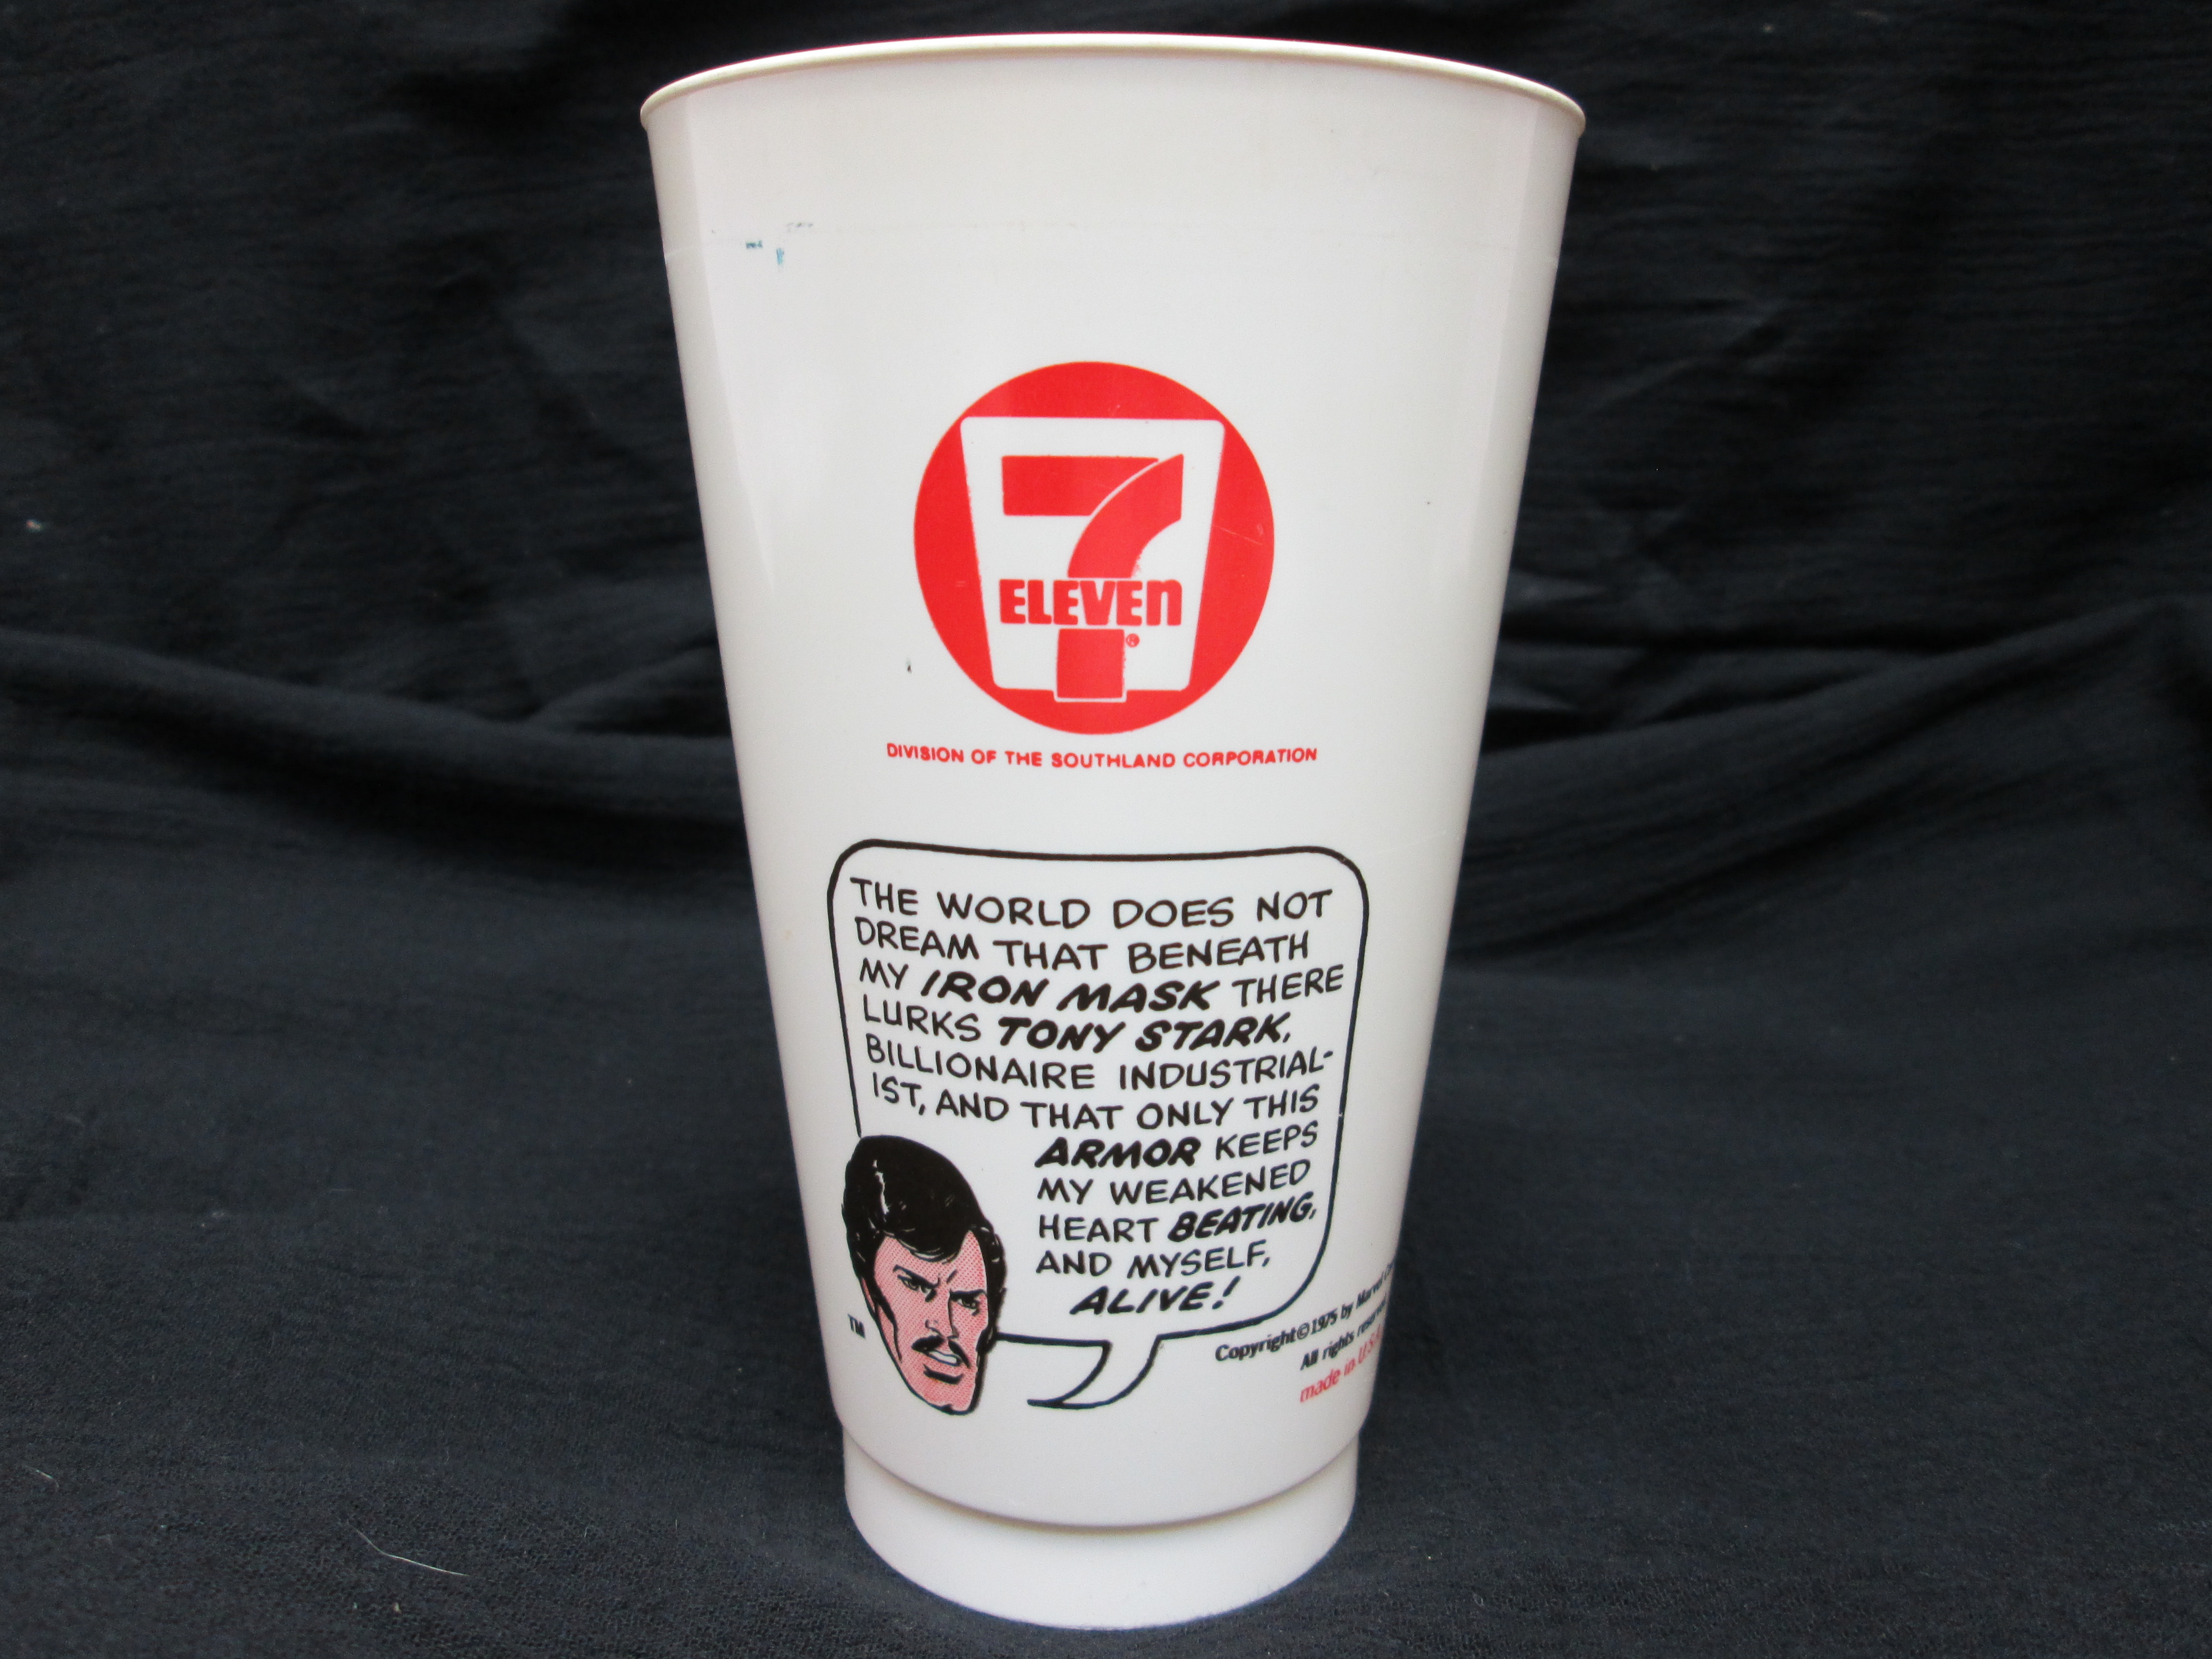 7
ELEVEn
®
DIVISION OF THE SOUTHLAND CORPORATION
THE WORLD DOES NOT
DREAM THAT BENEATH
MY IRON MASK THERE
LURKS TONY STARK,
BILLIONAIRE INDUSTRIAL-
IST, AND THAT ONLY THIS
ARMOR KEEPS
MY WEAKENED
HEART BEATING,
AND MYSELF,
ALIVE!
TM
Copyright © 1975 by Marvel
All rights
made in U.S.A.